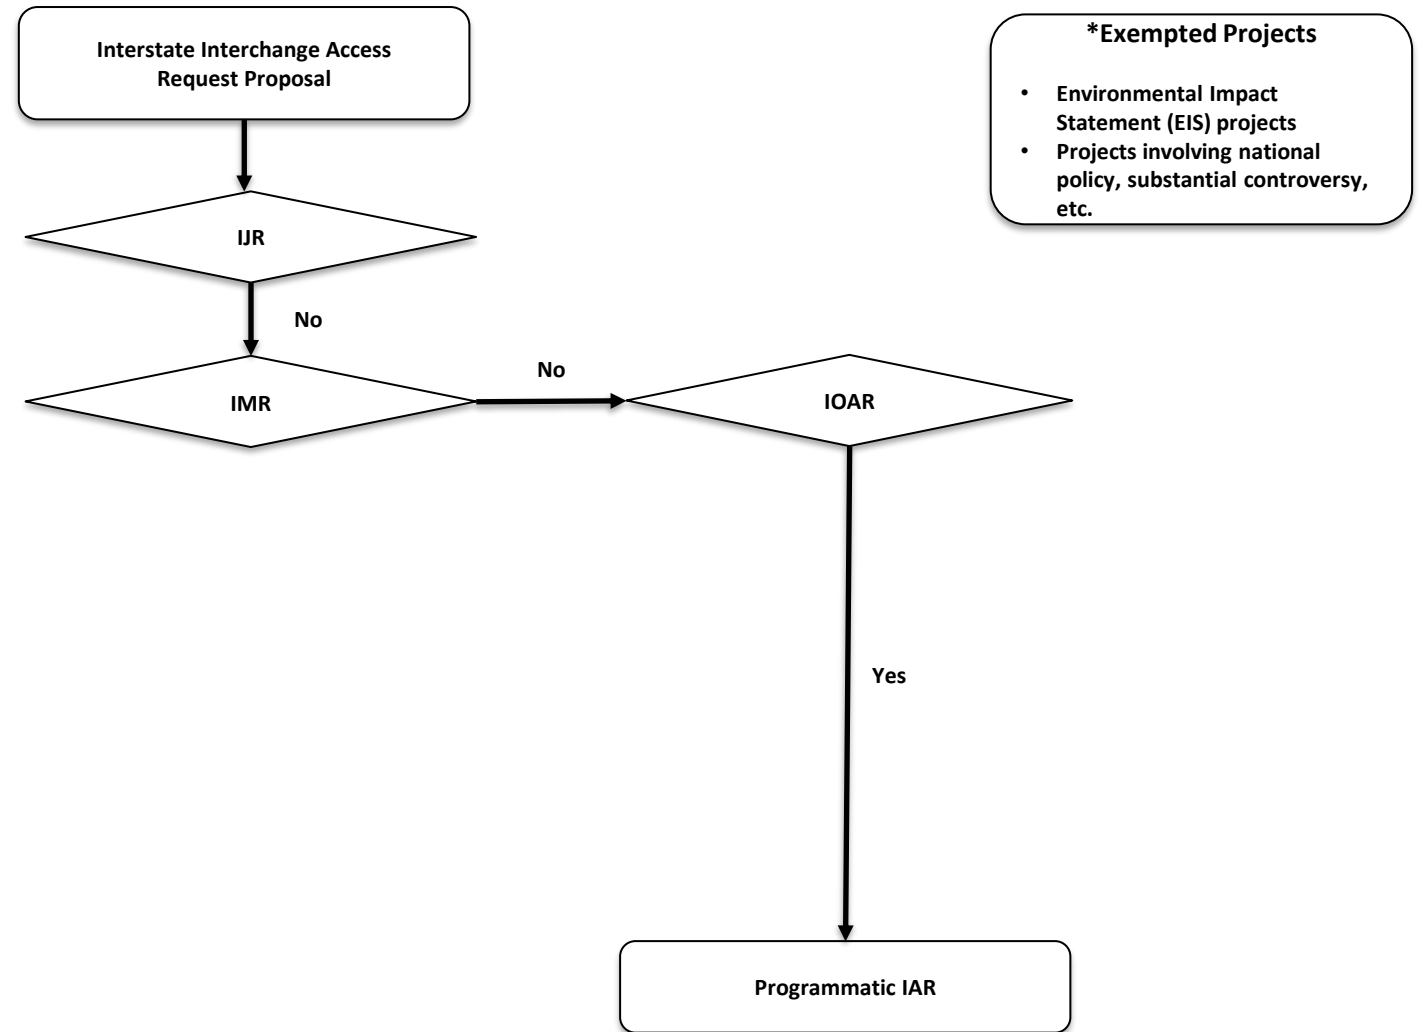 Interstate Interchange Access
Request Proposal
*Exempted Projects
• Environmental Impact
Statement (EIS) projects
• Projects involving national
policy, substantial controversy,
etc.
IJR
No
IMR
No
IOAR
Yes
Programmatic IAR